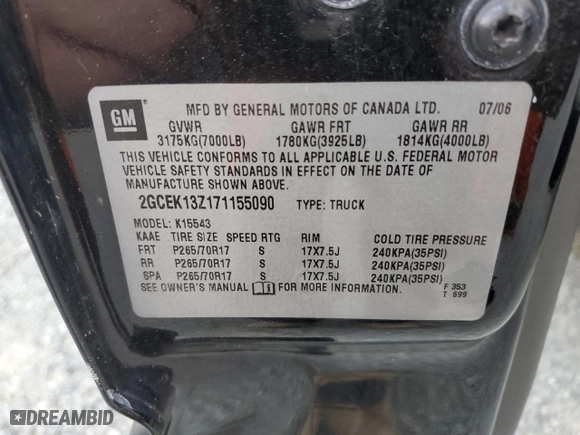 GM
MFD BY GENERAL MOTORS OF CANADA LTD. 07/06
GVWR GAWR FRT GAWR RR
3175KG(7000LB) 1780KG(3925LB) 1814KG(4000LB)
THIS VEHICLE CONFORMS TO ALL APPLICABLE U.S. FEDERAL MOTOR
VEHICLE SAFETY STANDARDS IN EFFECT ON THE DATE OF
MANUFACTURE SHOWN ABOVE.
2GCEK13Z171155090 TYPE: TRUCK
MODEL: K15543
KAAE TIRE SIZE SPEED RTG RIM COLD TIRE PRESSURE
FRT P265/70R17 S 17X7.5J 240KPA(35PSI)
RR P265/70R17 S 17X7.5J 240KPA(35PSI)
SPA P265/70R17 S 17X7.5J 240KPA(35PSI)
SEE OWNER'S MANUAL FOR MORE INFORMATION.
F 353
T 699
DREAMBID